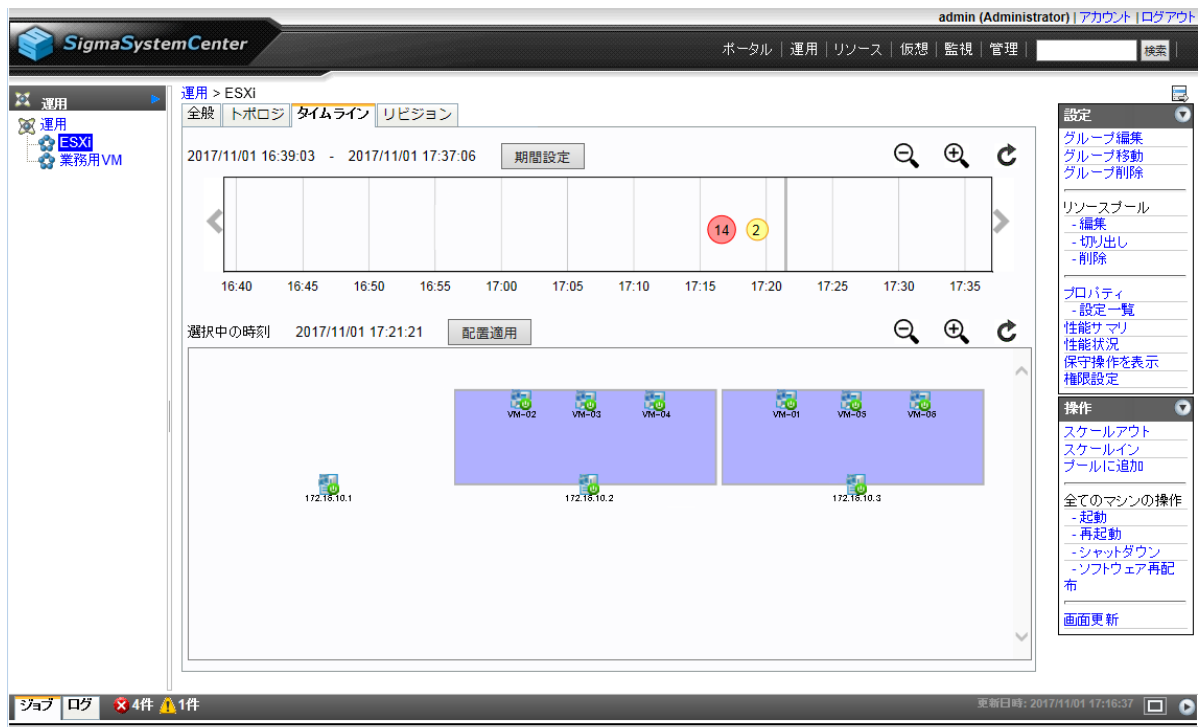 admin (Administrator) | アカウント | ログアウト
SigmaSystemCenter
ポータル | 運用 | リソース | 仮想 | 監視 | 管理 |
検索
運用
運用
ESXi
業務用VM
運用 > ESXi
全般 トポロジ タイムライン リビジョン
2017/11/01 16:39:03 - 2017/11/01 17:37:06 期間設定
14 2
16:40 16:45 16:50 16:55 17:00 17:05 17:10 17:15 17:20 17:25 17:30 17:35
選択中の時刻 2017/11/01 17:21:21 配置適用
VM-02 VM-03 VM-04 VM-01 VM-05 VM-06
172.16.10.1 172.16.10.2 172.16.10.3
設定
グループ編集
グループ移動
グループ削除
リソースプール
- 編集
- 切り出し
- 削除
プロパティ
- 設定一覧
性能サマリ
性能状況
保守操作を表示
権限設定
操作
スケールアウト
スケールイン
プールに追加
全てのマシンの操作
- 起動
- 再起動
- シャットダウン
- ソフトウェア再配
布
画面更新
ジョブ ログ 4件 1件
更新日時: 2017/11/01 17:16:37